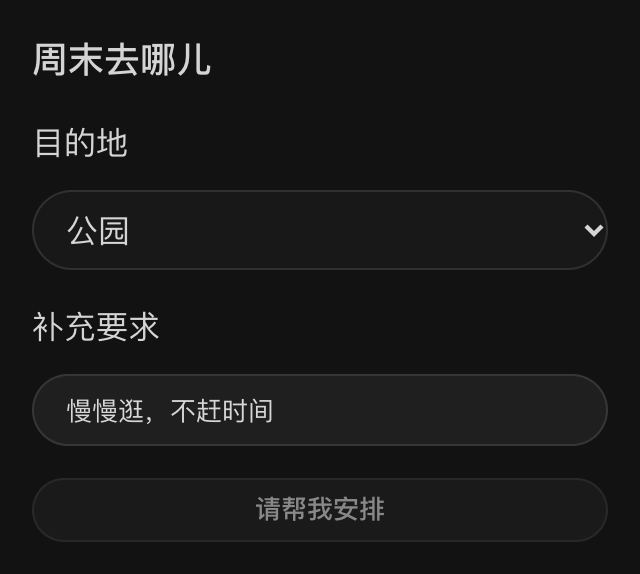 周末去哪儿
目的地
公园
补充要求
慢慢逛，不赶时间
请帮我安排